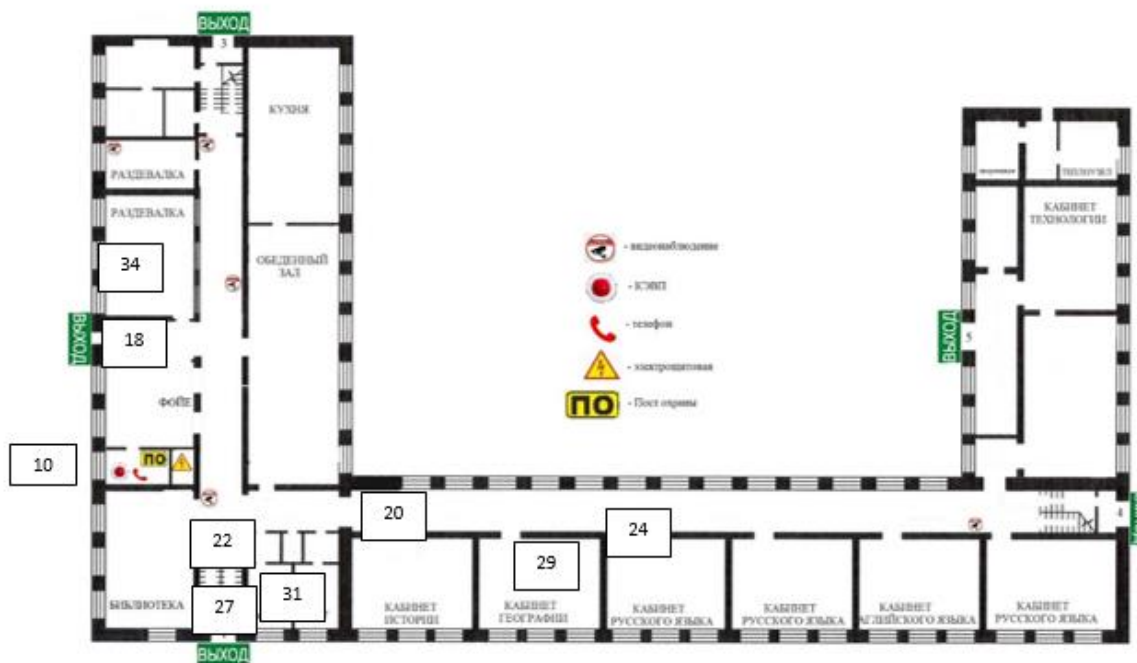 ВЫХОД
3
КУХНЯ
РАЗДЕВАЛКА
РАЗДЕВАЛКА
КАБИНЕТ
ТЕХНОЛОГИИ
ТЕПЛОУЗЕЛ
34
ОБЕДЕННЫЙ
ЗАЛ
- видеонаблюдение
- КЭВП
- телефон
- электрощитовая
ПО
- Пост охраны
ВЫХОД
18
ВЫХОД
5
ФОЙЕ
10
ПО
20
24
4
22
29
31
27
БИБЛИОТЕКА
КАБИНЕТ
ИСТОРИИ
КАБИНЕТ
ГЕОГРАФИИ
КАБИНЕТ
РУССКОГО ЯЗЫКА
КАБИНЕТ
РУССКОГО ЯЗЫКА
КАБИНЕТ
АГЛИЙСКОГО ЯЗЫКА
КАБИНЕТ
РУССКОГО ЯЗЫКА
ВЫХОД